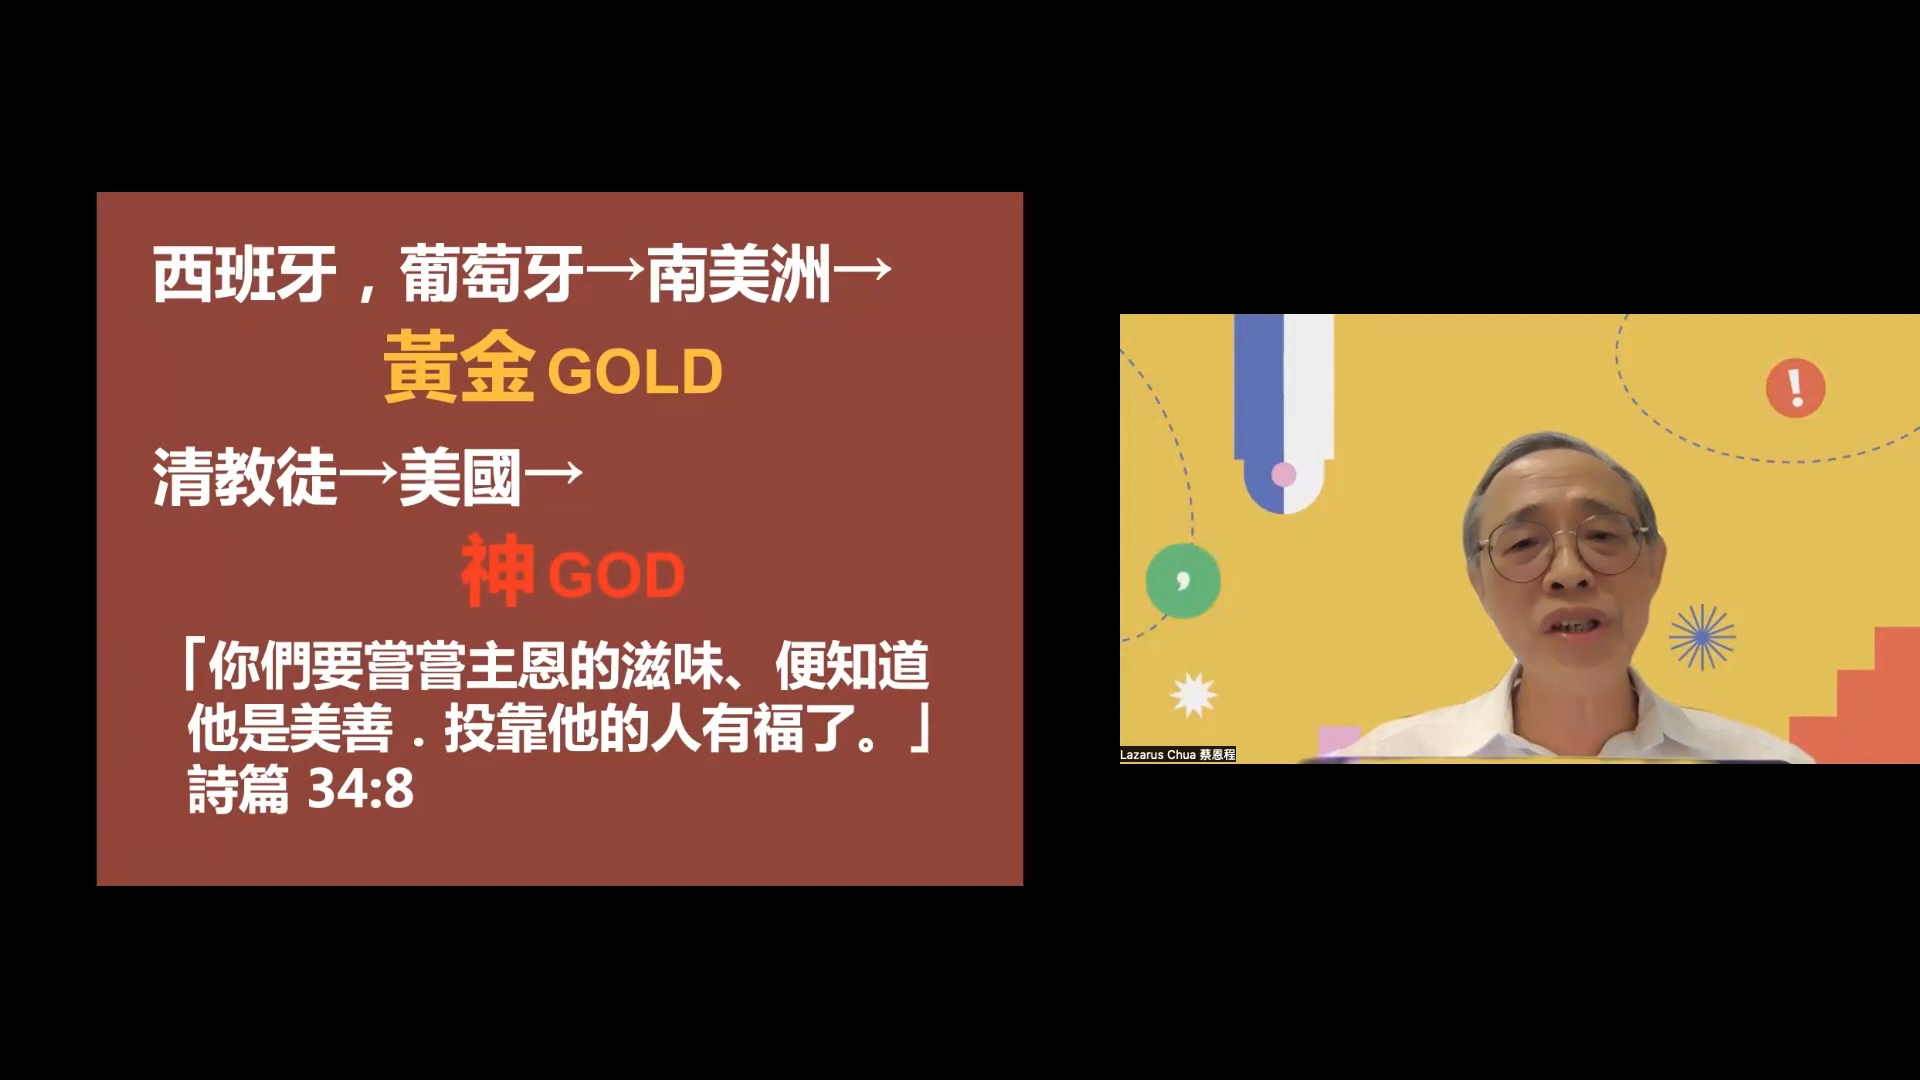 西班牙，葡萄牙→南美洲→
黃金 GOLD
清教徒→美國→
神 GOD
「你們要嘗嘗主恩的滋味、便知道
他是美善．投靠他的人有福了。」
詩篇 34:8
Lazarus Chua 蔡恩程